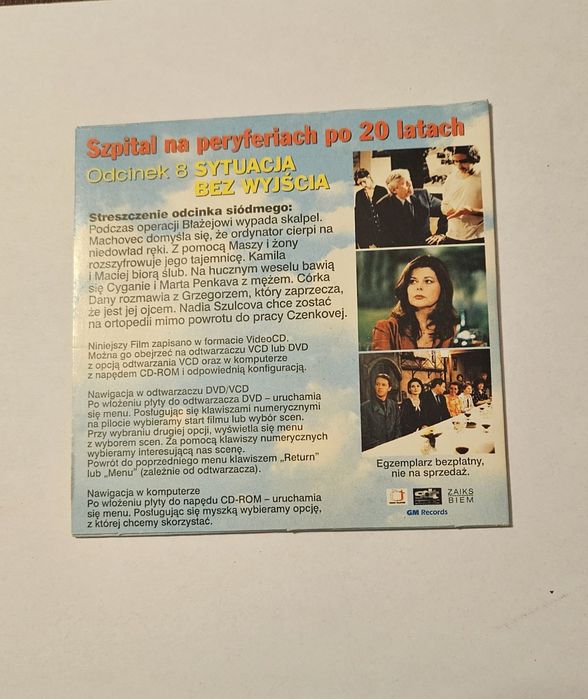 Szpital na peryferiach po 20 latach
Odcinek 8 SYTUACJA
BEZ WYJŚCIA
Streszczenie odcinka siódmego:
Podczas operacji Błażejowi wypada skalpel.
Machovec domyśla się, że ordynator cierpi na
niedowład ręki. Z pomocą Maszy i żony
rozszyfrowuje jego tajemnicę. Kamila
i Maciej biorą ślub. Na hucznym weselu bawią
się Cyganie i Marta Penkava z mężem. Córka
Dany rozmawia z Grzegorzem, który zaprzecza,
że jest jej ojcem. Nadia Szulcova chce zostać
na ortopedii mimo powrotu do pracy Czenkovej.
Niniejszy Film zapisano w formacie VideoCD.
Można go obejrzeć na odtwarzaczu VCD lub DVD
z opcją odtwarzania VCD oraz w komputerze
z napędem CD-ROM i odpowiednią konfiguracją.
Nawigacja w odtwarzaczu DVD/VCD
Po włożeniu płyty do odtwarzacza DVD – uruchamia
się menu. Posługując się klawiszami numerycznymi
na pilocie wybieramy start filmu lub wybór scen.
Przy wybraniu drugiej opcji, wyświetla się menu
z wyborem scen. Za pomocą klawiszy numerycznych
wybieramy interesującą nas scenę.
Powrót do poprzedniego menu klawiszem „Return"
lub „Menu" (zależnie od odtwarzacza).
Nawigacja w komputerze
Po włożeniu płyty do napędu CD-ROM – uruchamia
się menu. Posługując się myszką wybieramy opcję,
z której chcemy skorzystać.
Egzemplarz bezpłatny,
nie na sprzedaż.
ZAIKS
BIEM
GM Records